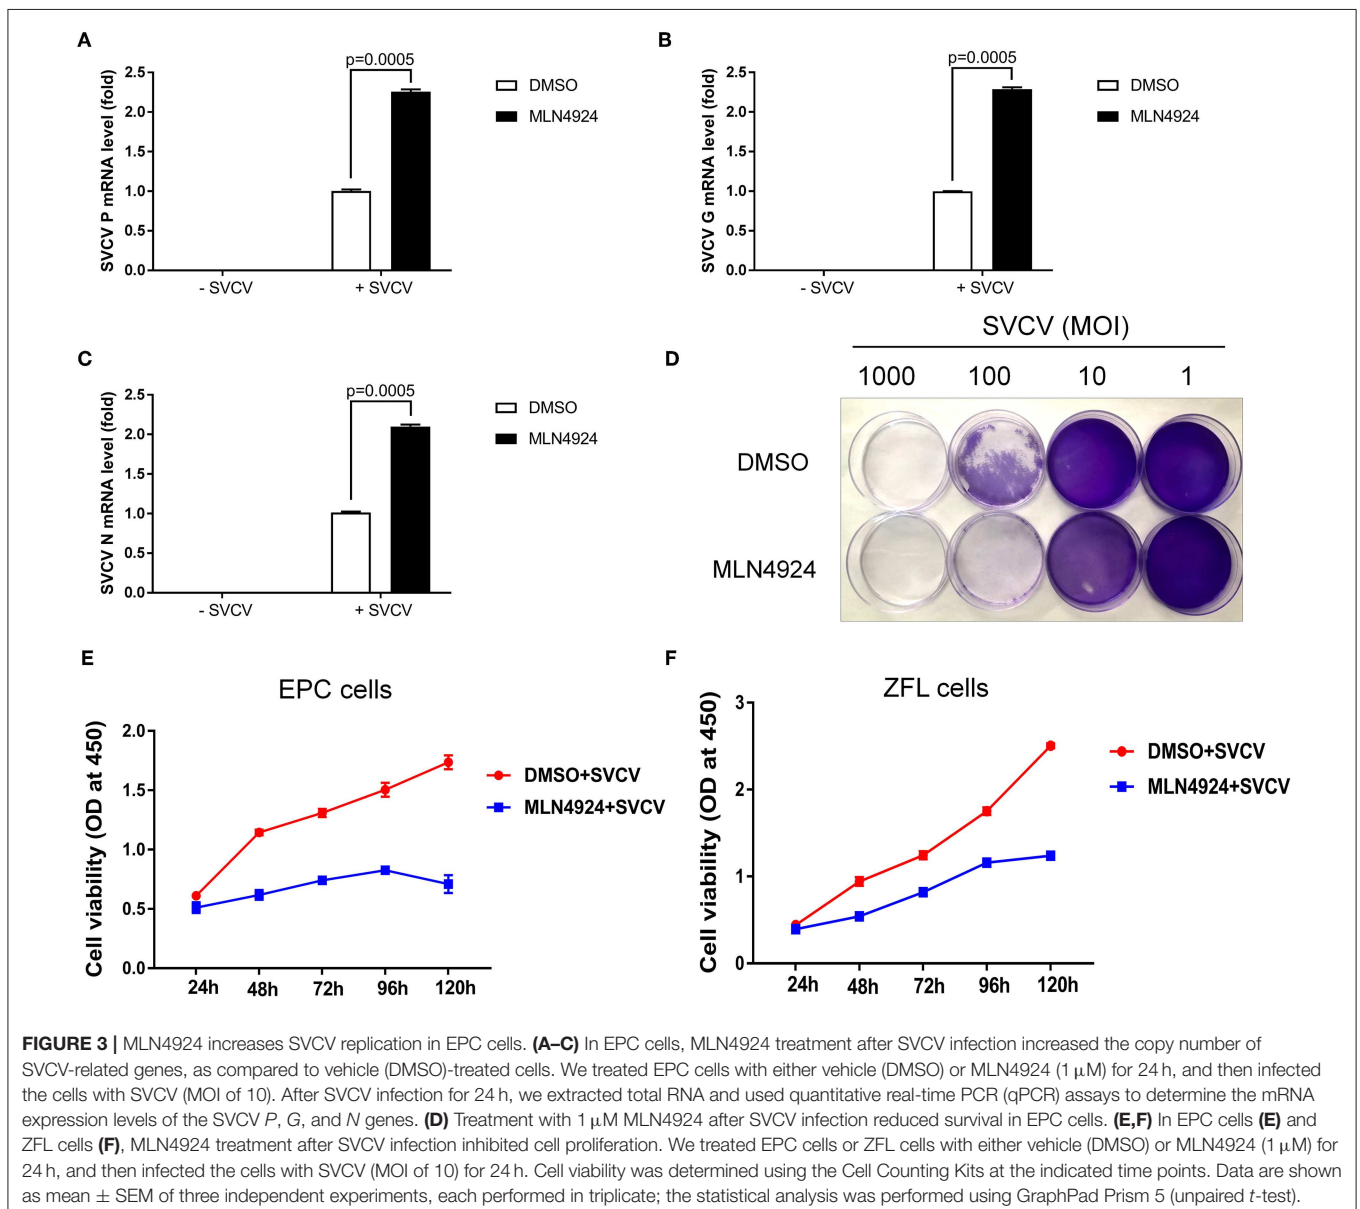 A
p=0.0005
SVCV P mRNA level (fold)
2.5
2.0
1.5
1.0
0.5
0.0
- SVCV
+ SVCV
DMSO
MLN4924
B
p=0.0005
SVCV G mRNA level (fold)
2.5
2.0
1.5
1.0
0.5
0.0
- SVCV
+ SVCV
DMSO
MLN4924
C
p=0.0005
SVCV N mRNA level (fold)
2.5
2.0
1.5
1.0
0.5
0.0
- SVCV
+ SVCV
DMSO
MLN4924
D
SVCV (MOI)
1000 100 10 1
DMSO
MLN4924
E
EPC cells
Cell viability (OD at 450)
2.0
1.5
1.0
0.5
0.0
24h 48h 72h 96h 120h
DMSO+SVCV
MLN4924+SVCV
F
ZFL cells
Cell viability (OD at 450)
3
2
1
0
24h 48h 72h 96h 120h
DMSO+SVCV
MLN4924+SVCV
FIGURE 3 | MLN4924 increases SVCV replication in EPC cells. (A–C) In EPC cells, MLN4924 treatment after SVCV infection increased the copy number of
SVCV-related genes, as compared to vehicle (DMSO)-treated cells. We treated EPC cells with either vehicle (DMSO) or MLN4924 (1 μM) for 24 h, and then infected
the cells with SVCV (MOI of 10). After SVCV infection for 24 h, we extracted total RNA and used quantitative real-time PCR (qPCR) assays to determine the mRNA
expression levels of the SVCV P, G, and N genes. (D) Treatment with 1 μM MLN4924 after SVCV infection reduced survival in EPC cells. (E,F) In EPC cells (E) and
ZFL cells (F), MLN4924 treatment after SVCV infection inhibited cell proliferation. We treated EPC cells or ZFL cells with either vehicle (DMSO) or MLN4924 (1 μM) for
24 h, and then infected the cells with SVCV (MOI of 10) for 24 h. Cell viability was determined using the Cell Counting Kits at the indicated time points. Data are shown
as mean ± SEM of three independent experiments, each performed in triplicate; the statistical analysis was performed using GraphPad Prism 5 (unpaired t-test).